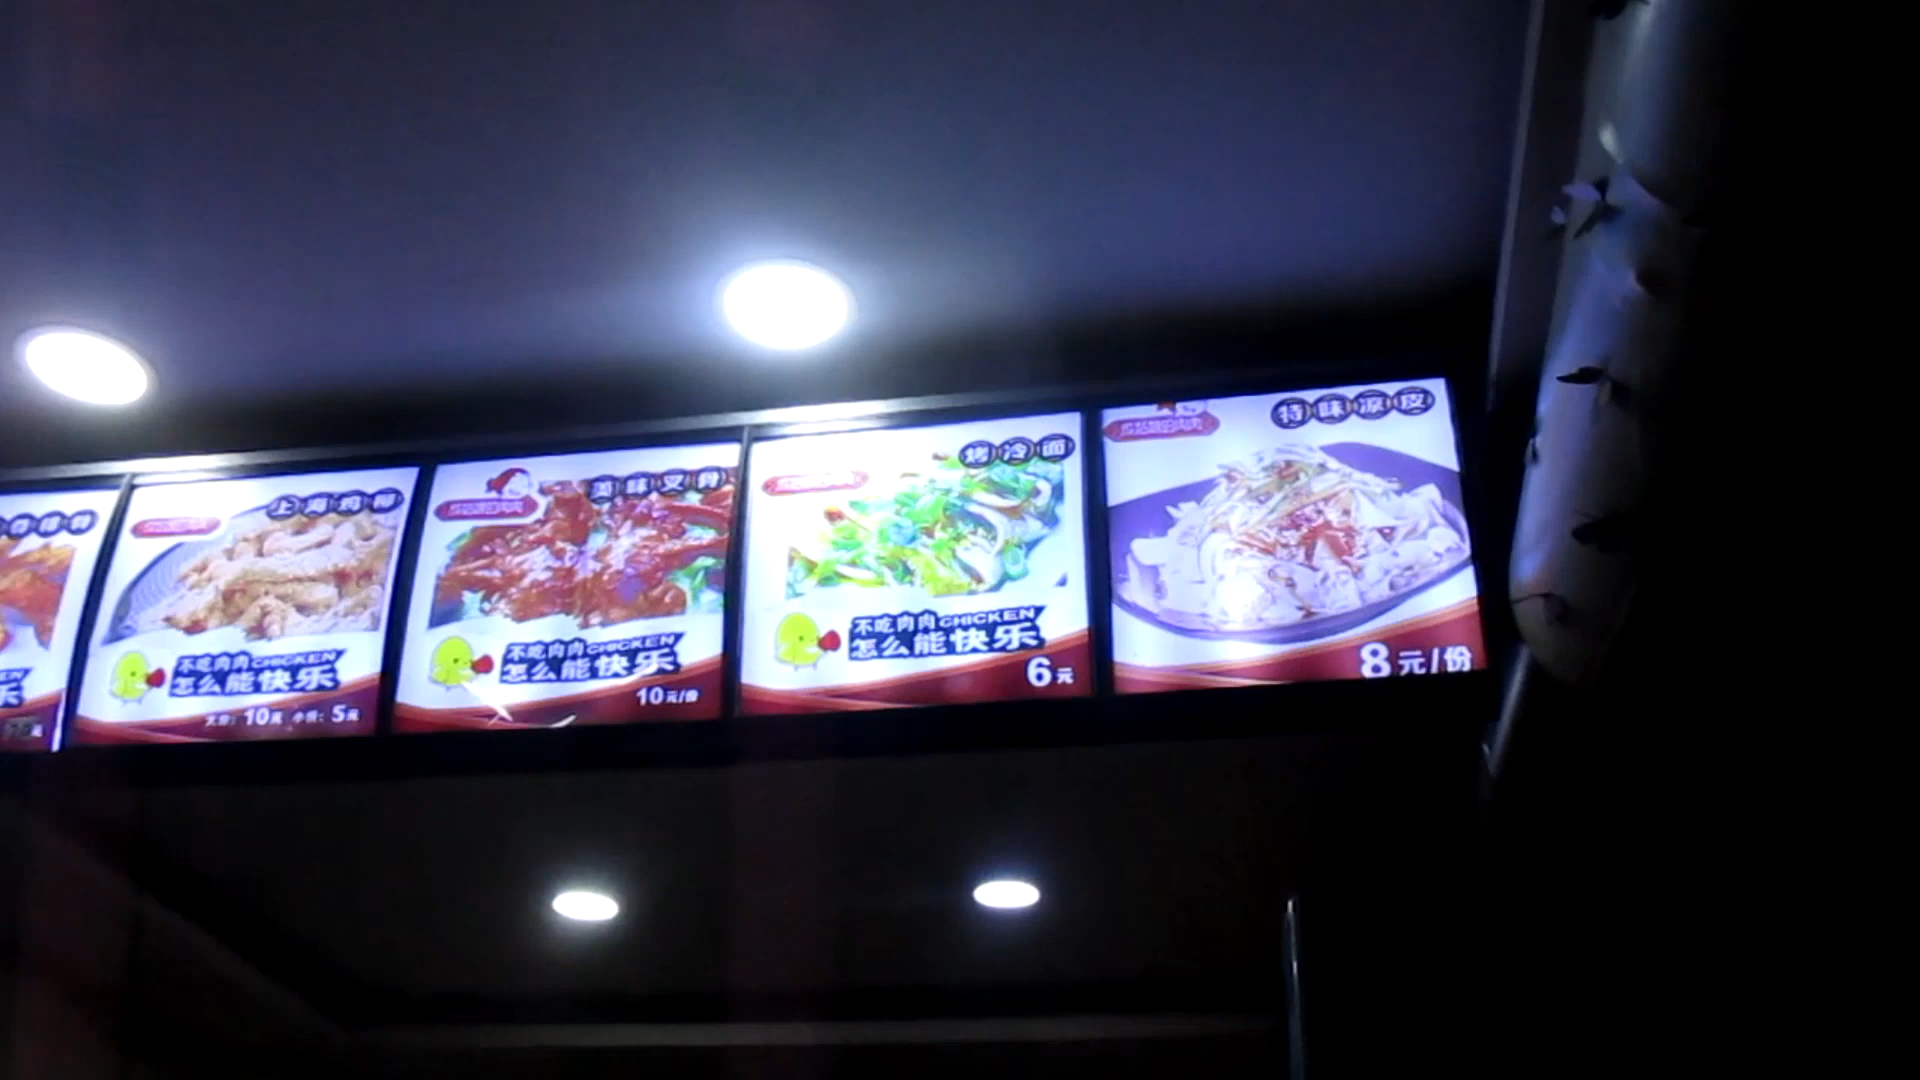 上海鸡柳
不吃肉肉CHICKEN
怎么能快乐
大份：10元 小份：5元
美味叉骨
不吃肉肉CHICKEN
怎么能快乐
10元/份
烤冷面
不吃肉肉CHICKEN
怎么能快乐
6元
特味凉皮
8元/份